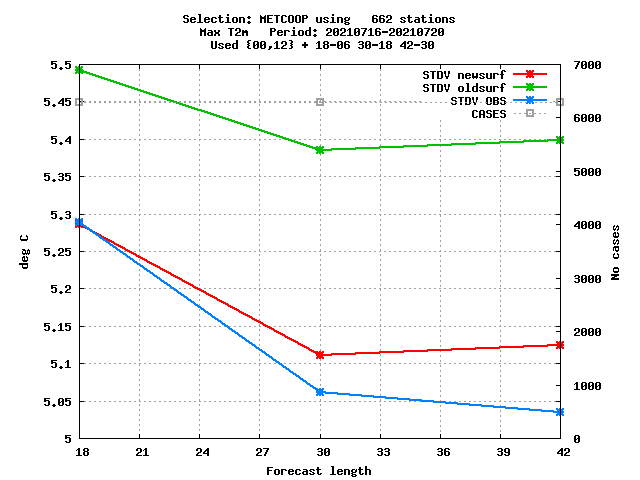 Selection: METCOOP using   662 stations
Max T2m   Period: 20210716-20210720
Used {00,12} + 18-06 30-18 42-30
STDV newsurf
STDV oldsurf
STDV OBS
CASES
5.5
5.45
5.4
5.35
5.3
5.25
5.2
5.15
5.1
5.05
5
deg C
7000
6000
5000
4000
3000
2000
1000
0
No cases
18 21 24 27 30 33 36 39 42
Forecast length